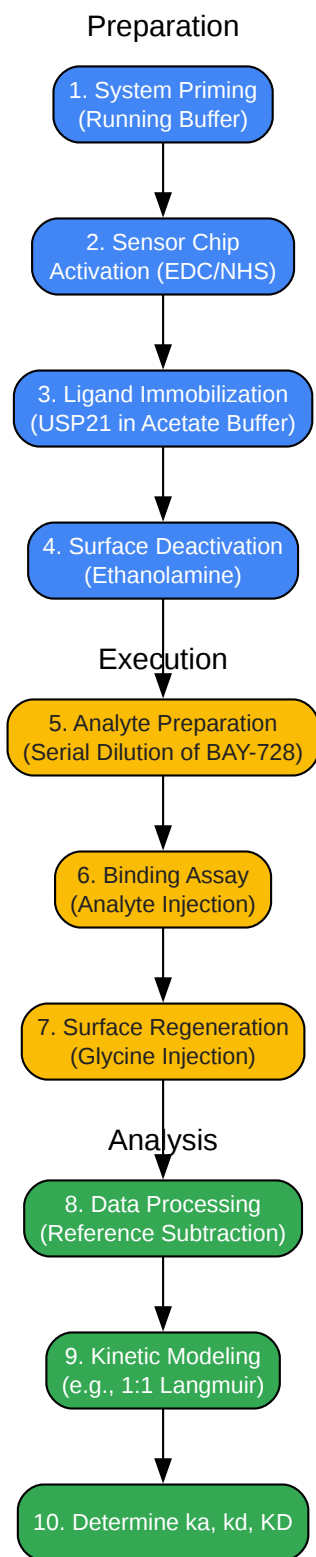 Preparation
1. System Priming
(Running Buffer)
2. Sensor Chip
Activation (EDC/NHS)
3. Ligand Immobilization
(USP21 in Acetate Buffer)
4. Surface Deactivation
(Ethanolamine)
Execution
5. Analyte Preparation
(Serial Dilution of BAY-728)
6. Binding Assay
(Analyte Injection)
7. Surface Regeneration
(Glycine Injection)
Analysis
8. Data Processing
(Reference Subtraction)
9. Kinetic Modeling
(e.g., 1:1 Langmuir)
10. Determine ka, kd, KD